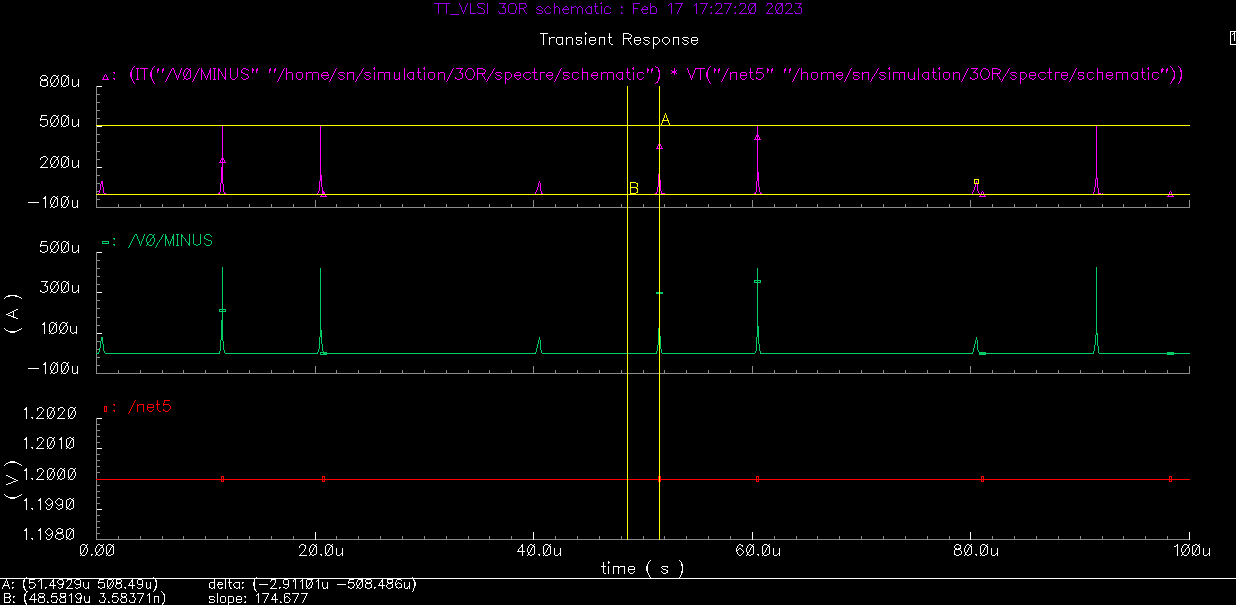 TT_VLSI 3OR schematic : Feb 17 17:27:20 2023
Transient Response
1
△: (IT("/V0/MINUS" "/home/sn/simulation/3OR/spectre/schematic") * VT("/net5" "/home/sn/simulation/3OR/spectre/schematic"))
800u
500u
A
200u
B
-100u
: /V0/MINUS
500u
300u
( A )
100u
-100u
: /net5
1.2020
1.2010
( V )
1.2000
1.1990
1.1980
0.00 20.0u 40.0u 60.0u 80.0u 100u
time ( s )
A: (51.4929u 508.49u) delta: (-2.91101u -508.486u)
B: (48.5819u 3.58371n) slope: 174.677